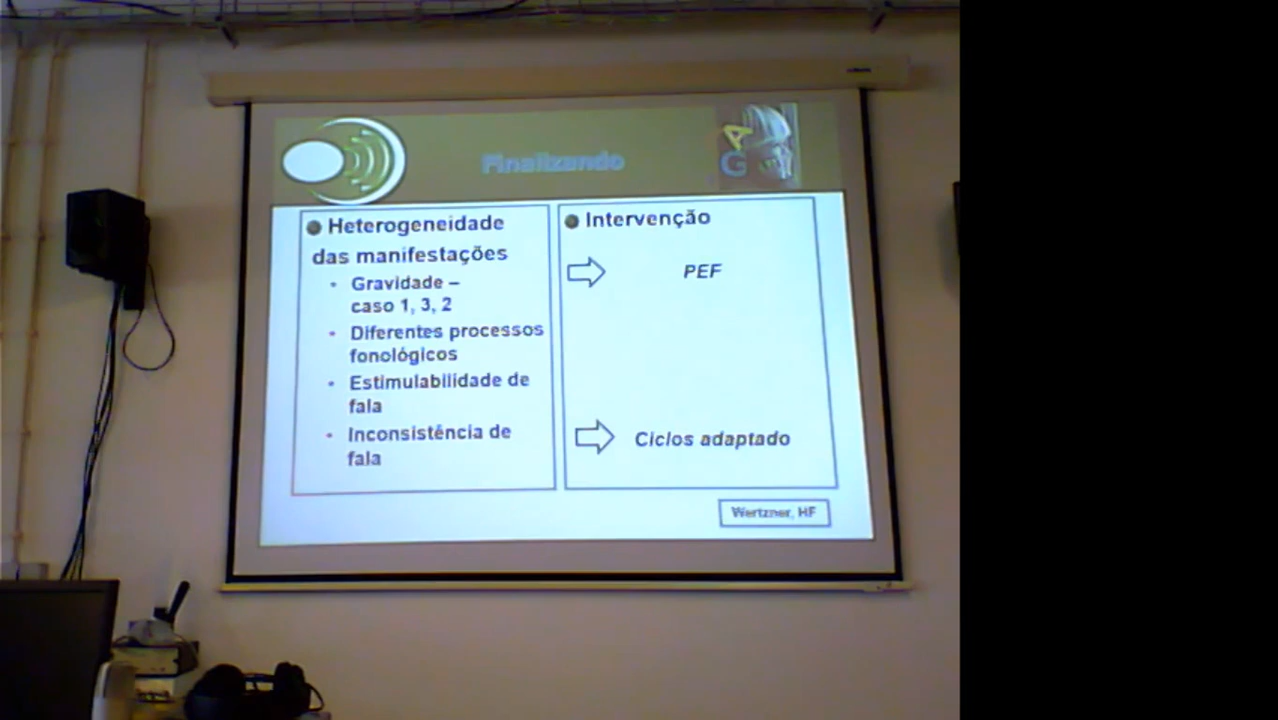 Finalizando
A
G
Heterogeneidade
das manifestações
Gravidade –
caso 1, 3, 2
Diferentes processos
fonológicos
Estimulabilidade de
fala
Inconsistência de
fala
Intervenção
PEF
Ciclos adaptado
Wertzner, HF